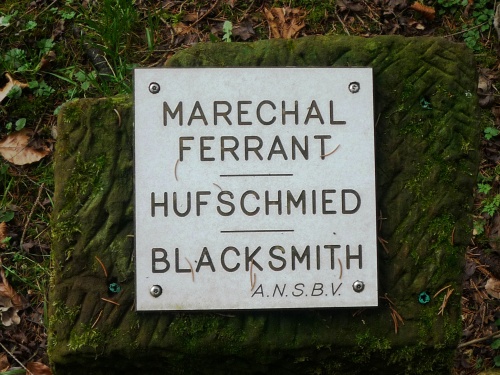 MARECHAL
FERRANT
HUFSCHMIED
BLACKSMITH
A.N.S.B.V.